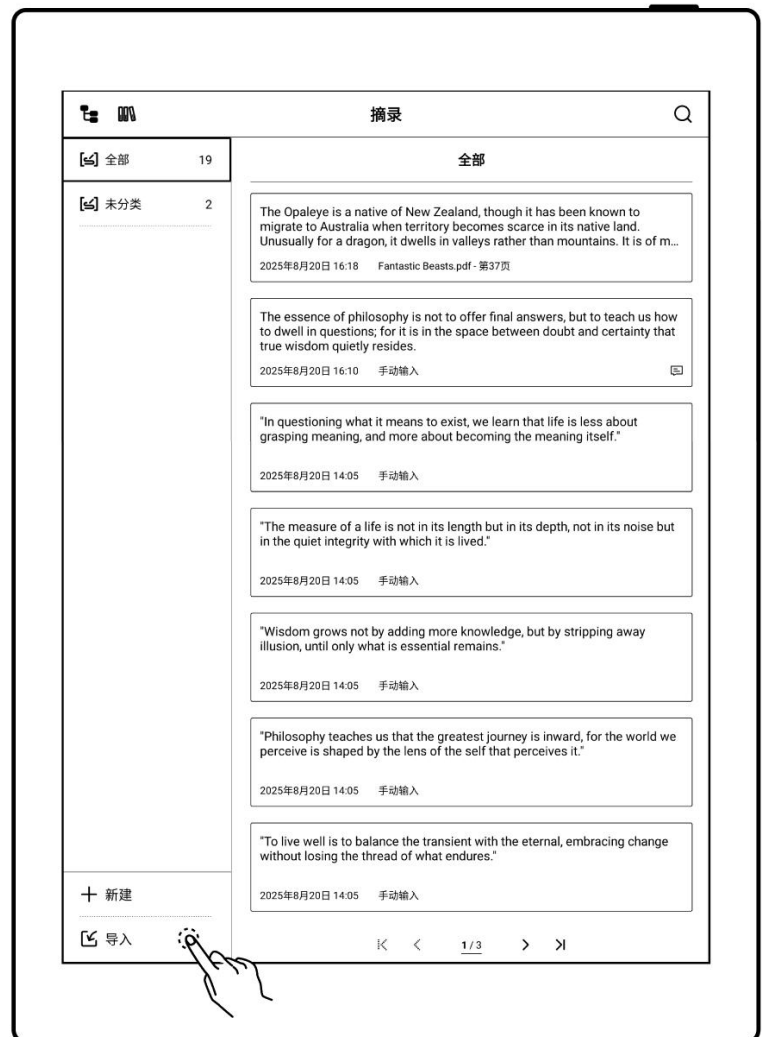 摘录
全部 19
未分类 2
全部
The Opaleye is a native of New Zealand, though it has been known to
migrate to Australia when territory becomes scarce in its native land.
Unusually for a dragon, it dwells in valleys rather than mountains. It is of m...
2025年8月20日 16:18 Fantastic Beasts.pdf - 第37页
The essence of philosophy is not to offer final answers, but to teach us how
to dwell in questions; for it is in the space between doubt and certainty that
true wisdom quietly resides.
2025年8月20日 16:10 手动输入
"In questioning what it means to exist, we learn that life is less about
grasping meaning, and more about becoming the meaning itself."
2025年8月20日 14:05 手动输入
"The measure of a life is not in its length but in its depth, not in its noise but
in the quiet integrity with which it is lived."
2025年8月20日 14:05 手动输入
"Wisdom grows not by adding more knowledge, but by stripping away
illusion, until only what is essential remains."
2025年8月20日 14:05 手动输入
"Philosophy teaches us that the greatest journey is inward, for the world we
perceive is shaped by the lens of the self that perceives it."
2025年8月20日 14:05 手动输入
"To live well is to balance the transient with the eternal, embracing change
without losing the thread of what endures."
2025年8月20日 14:05 手动输入
新建
导入
1 / 3